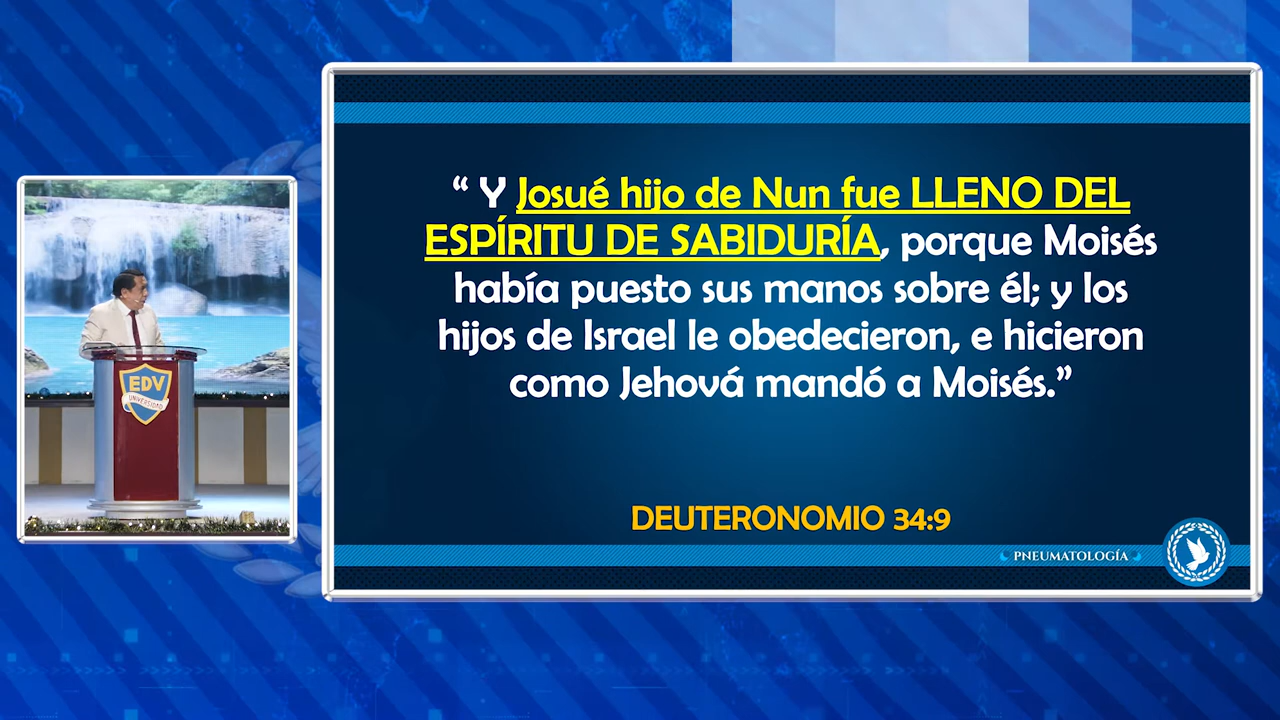 “ Y Josué hijo de Nun fue LLENO DEL
ESPÍRITU DE SABIDURÍA, porque Moisés
había puesto sus manos sobre él; y los
hijos de Israel le obedecieron, e hicieron
como Jehová mandó a Moisés.”
DEUTERONOMIO 34:9
PNEUMATOLOGÍA
EDV
UNIVERSIDAD